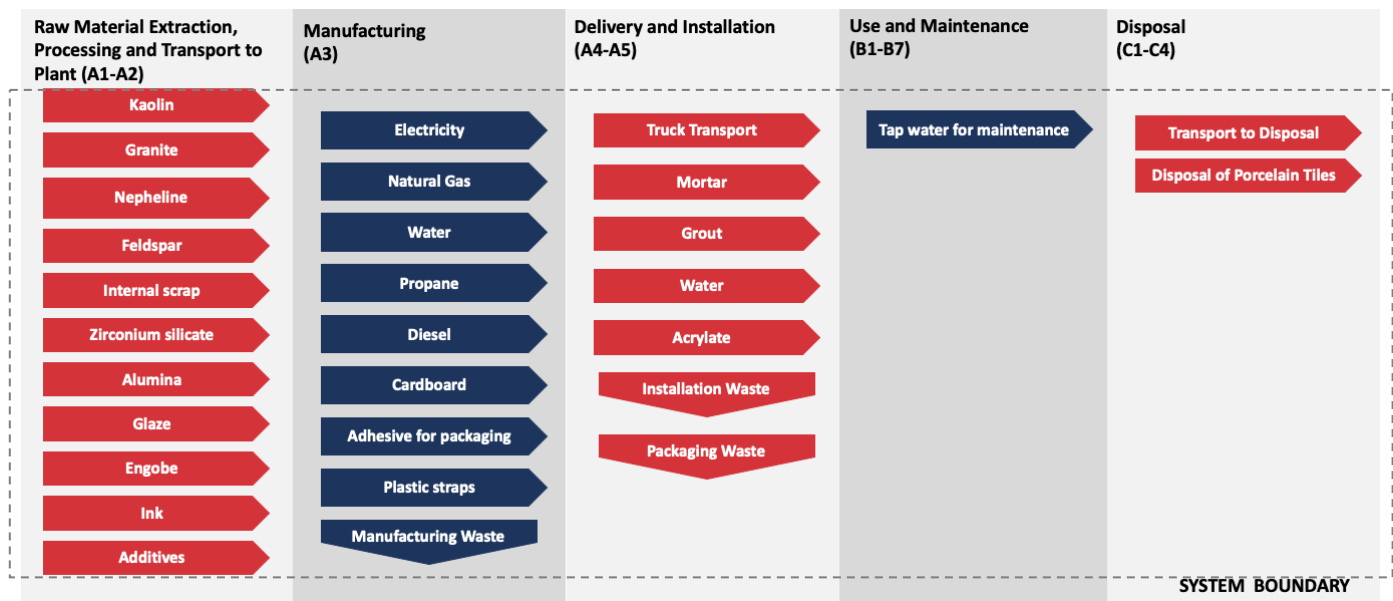 Raw Material Extraction,
Processing and Transport to
Plant (A1-A2)
Kaolin
Granite
Nepheline
Feldspar
Internal scrap
Zirconium silicate
Alumina
Glaze
Engobe
Ink
Additives
Manufacturing
(A3)
Electricity
Natural Gas
Water
Propane
Diesel
Cardboard
Adhesive for packaging
Plastic straps
Manufacturing Waste
Delivery and Installation
(A4-A5)
Truck Transport
Mortar
Grout
Water
Acrylate
Installation Waste
Packaging Waste
Use and Maintenance
(B1-B7)
Tap water for maintenance
Disposal
(C1-C4)
Transport to Disposal
Disposal of Porcelain Tiles
SYSTEM BOUNDARY